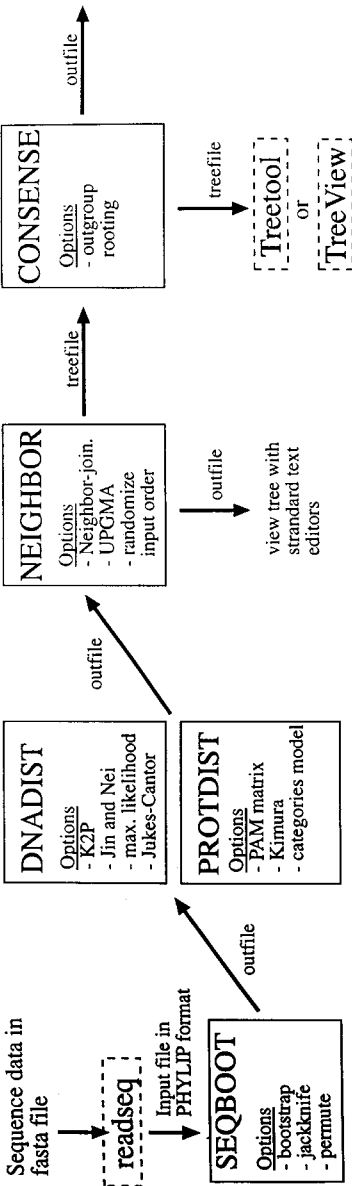 Sequence data in
fasta file
readseq
Input file in
PHYLIP format
SEQBOOT
Options
- bootstrap
- jackknife
- permute
outfile
DNADIST
Options
- K2P
- Jin and Nei
- max. likelihood
- Jukes-Cantor
PROTDIST
Options
- PAM matrix
- Kimura
- categories model
outfile
NEIGHBOR
Options
- Neighbor-join.
- UPGMA
- randomize
input order
outfile
view tree with
strandard text
editors
treefile
CONSENSE
Options
- outgroup
rooting
outfile
treefile
Treetool
or
TreeView